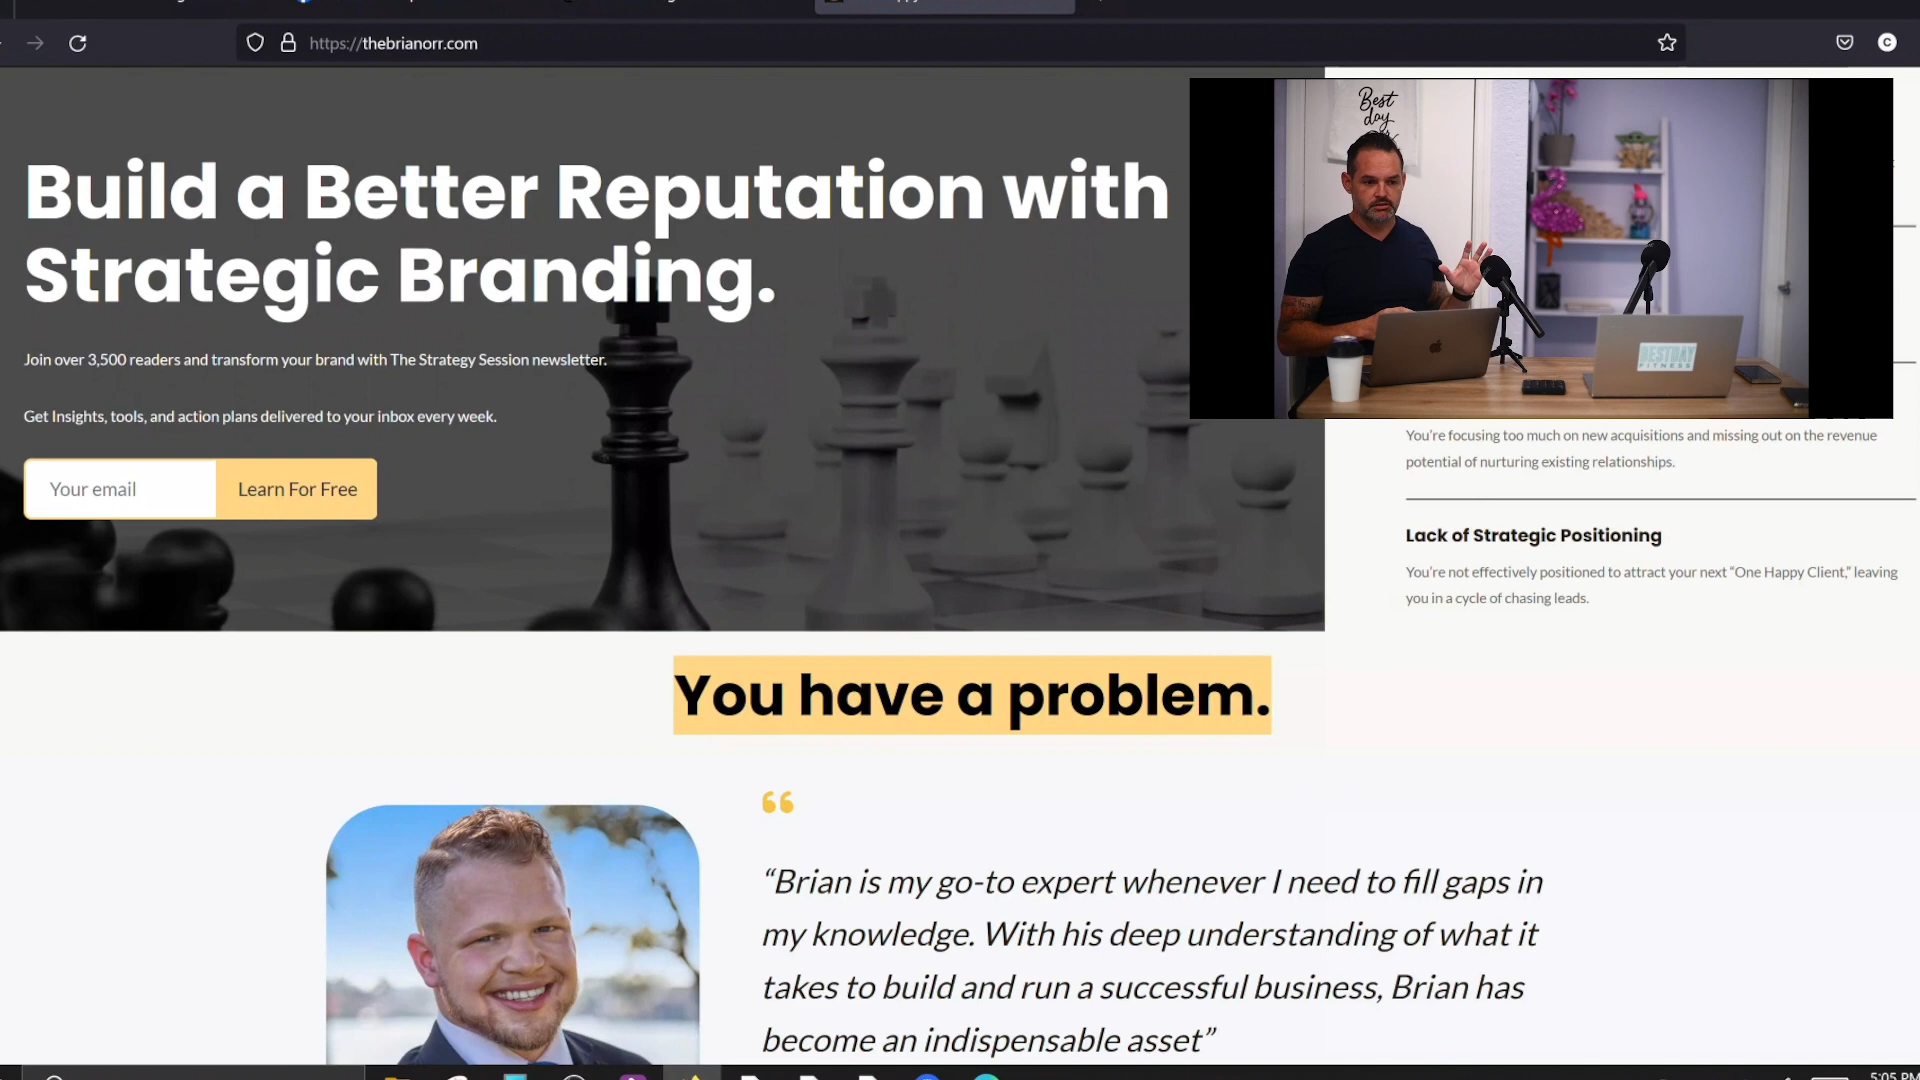 https://thebrianorr.com
C
Build a Better Reputation with
Strategic Branding.
Join over 3,500 readers and transform your brand with The Strategy Session newsletter.
Get Insights, tools, and action plans delivered to your inbox every week.
Your email
Learn For Free
Best
day
BESTDAY
FITNESS
You're focusing too much on new acquisitions and missing out on the revenue
potential of nurturing existing relationships.
Lack of Strategic Positioning
You're not effectively positioned to attract your next “One Happy Client,” leaving
you in a cycle of chasing leads.
You have a problem.
“Brian is my go-to expert whenever I need to fill gaps in
my knowledge. With his deep understanding of what it
takes to build and run a successful business, Brian has
become an indispensable asset”
5:05 PM